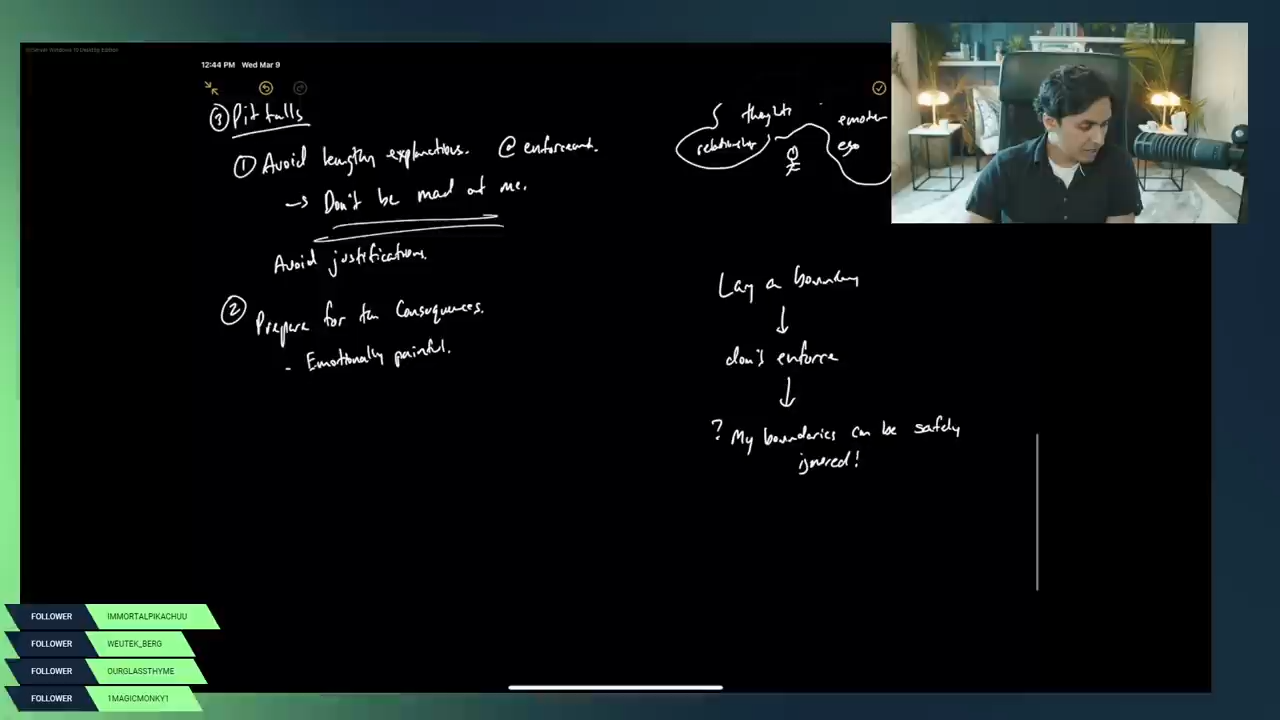 12:44 PM Wed Mar 9
③ Pitfalls
① Avoid lengthy explanations. @ enforcement.
→ Don't be mad at me.
Avoid justifications.
② Prepare for the Consequences.
- Emotionally painful.
thoughts emotion
relationship ego
Lay a boundary
↓
don't enforce
↓
? My boundaries can be safely
ignored!
FOLLOWER IMMORTALPIKACHUU
FOLLOWER WEUTEK_BERG
FOLLOWER OURGLASSTHYME
FOLLOWER 1MAGICMONKY1